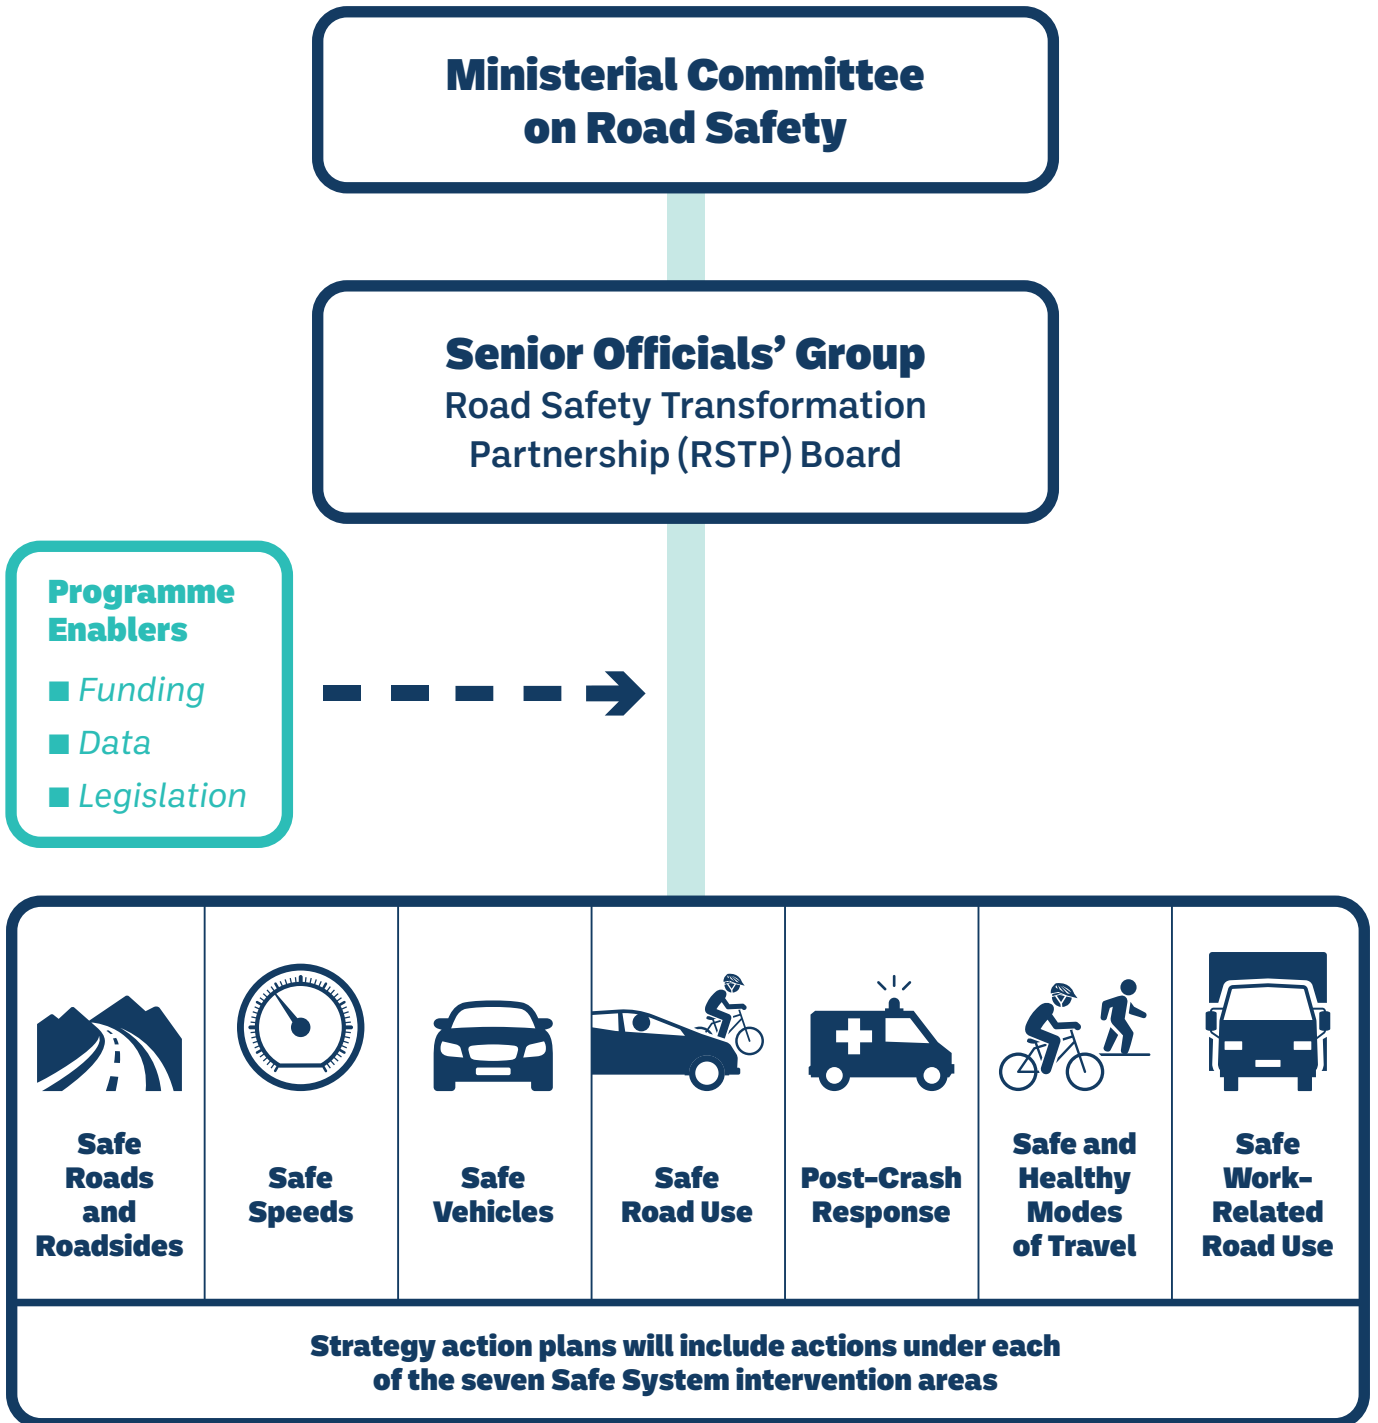 Ministerial Committee
on Road Safety
Senior Officials’ Group
Road Safety Transformation
Partnership (RSTP) Board
Programme
Enablers
Funding
Data
Legislation
Safe
Roads
and
Roadsides
Safe
Speeds
Safe
Vehicles
Safe
Road Use
Post-Crash
Response
Safe and
Healthy
Modes
of Travel
Safe
Work-
Related
Road Use
Strategy action plans will include actions under each
of the seven Safe System intervention areas